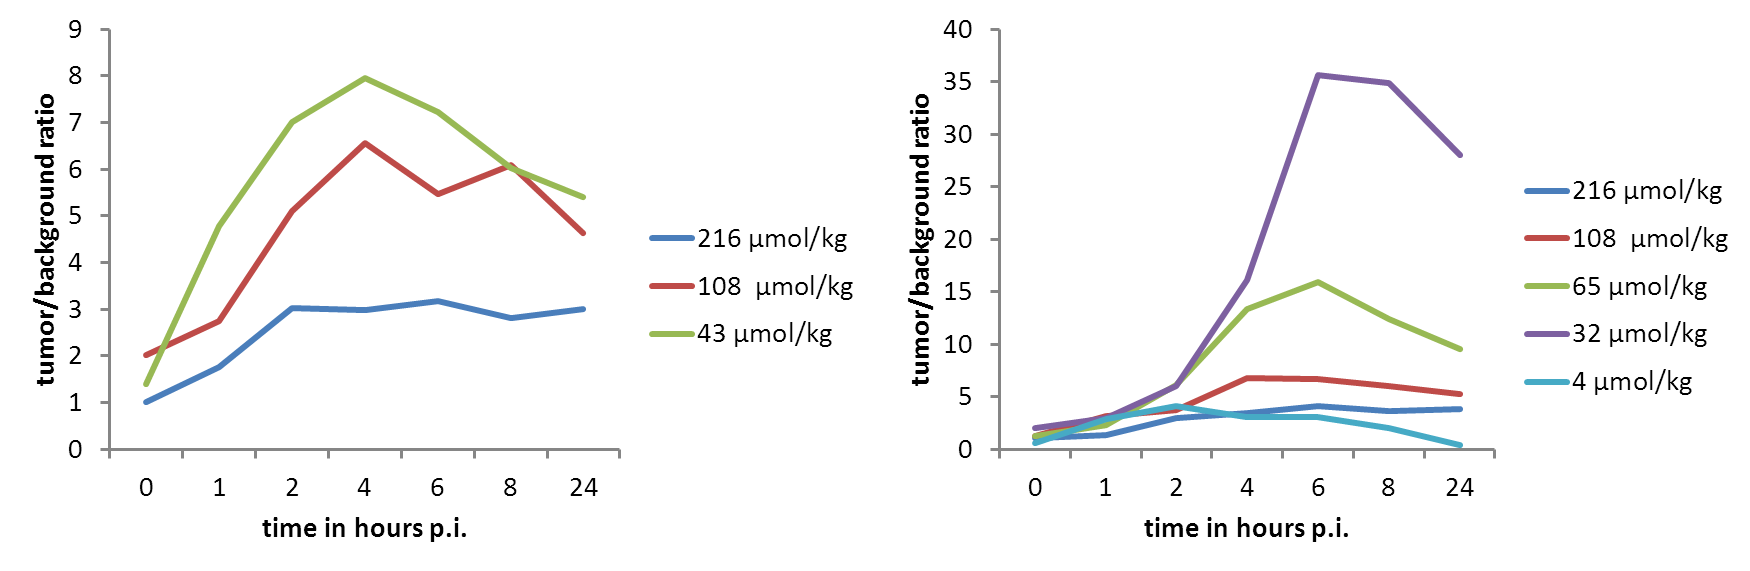 tumor/background ratio
9
8
7
6
5
4
3
2
1
0
0 1 2 4 6 8 24
time in hours p.i.
216 µmol/kg
108  µmol/kg
43 µmol/kg
tumor/background ratio
40
35
30
25
20
15
10
5
0
0 1 2 4 6 8 24
time in hours p.i.
216 µmol/kg
108  µmol/kg
65 µmol/kg
32 µmol/kg
4 µmol/kg